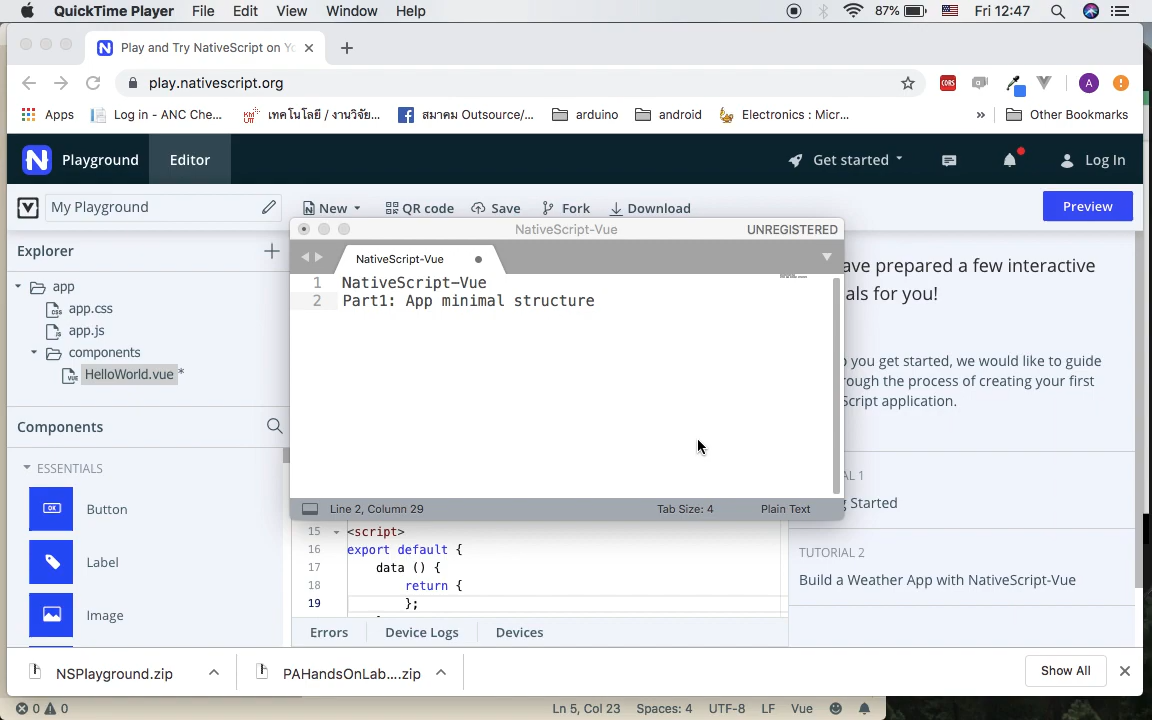 QuickTime Player File Edit View Window Help 87% Fri 12:47
Play and Try NativeScript on Yo
play.nativescript.org
CORS A
Apps Log in - ANC Che... เทคโนโลยี / งานวิจัย... สมาคม Outsource/... arduino android Electronics : Micr... » Other Bookmarks
Playground Editor Get started Log In
My Playground New QR code Save Fork Download Preview
NativeScript-Vue UNREGISTERED
Explorer
NativeScript-Vue
1 NativeScript-Vue
2 Part1: App minimal structure
app
app.css
app.js
components
HelloWorld.vue *
ave prepared a few interactive
als for you!
you get started, we would like to guide
rough the process of creating your first
Script application.
Components
ESSENTIALS
OK Button
Label
Image
AL 1
g Started
TUTORIAL 2
Build a Weather App with NativeScript-Vue
Line 2, Column 29 Tab Size: 4 Plain Text
15 <script>
16 export default {
17 data () {
18 return {
19 };
Errors Device Logs Devices
NSPlayground.zip PAHandsOnLab....zip Show All
0 0 Ln 5, Col 23 Spaces: 4 UTF-8 LF Vue